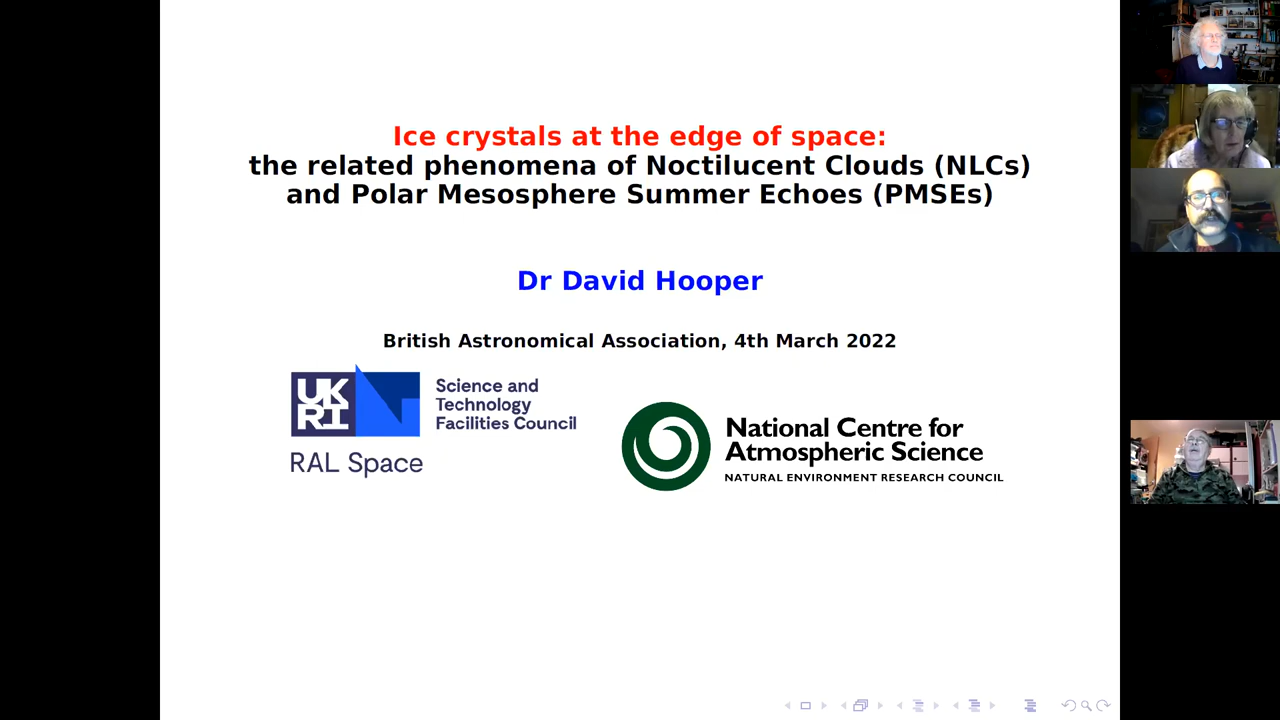 Ice crystals at the edge of space:
the related phenomena of Noctilucent Clouds (NLCs)
and Polar Mesosphere Summer Echoes (PMSEs)
Dr David Hooper
British Astronomical Association, 4th March 2022
UK
RI
Science and
Technology
Facilities Council
RAL Space
National Centre for
Atmospheric Science
NATURAL ENVIRONMENT RESEARCH COUNCIL